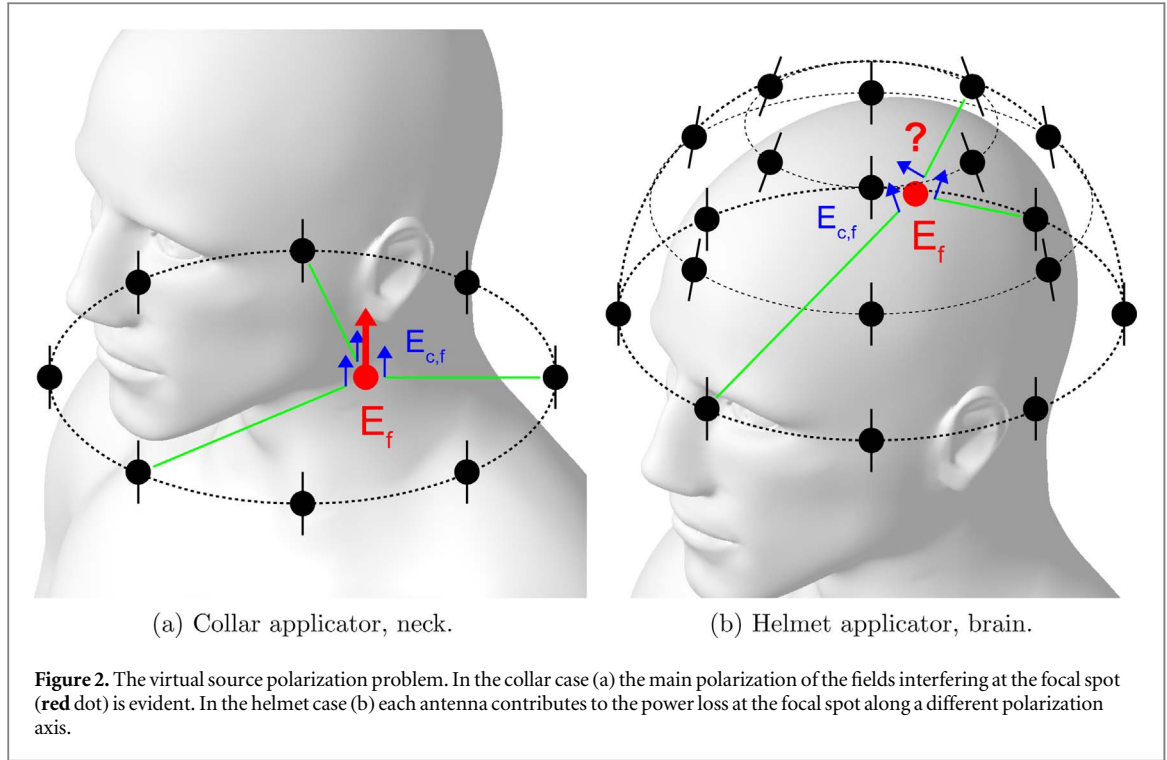 E_c,f
E_f
?
E_c,f
E_f
(a) Collar applicator, neck.
(b) Helmet applicator, brain.
Figure 2. The virtual source polarization problem. In the collar case (a) the main polarization of the fields interfering at the focal spot
(red dot) is evident. In the helmet case (b) each antenna contributes to the power loss at the focal spot along a different polarization
axis.